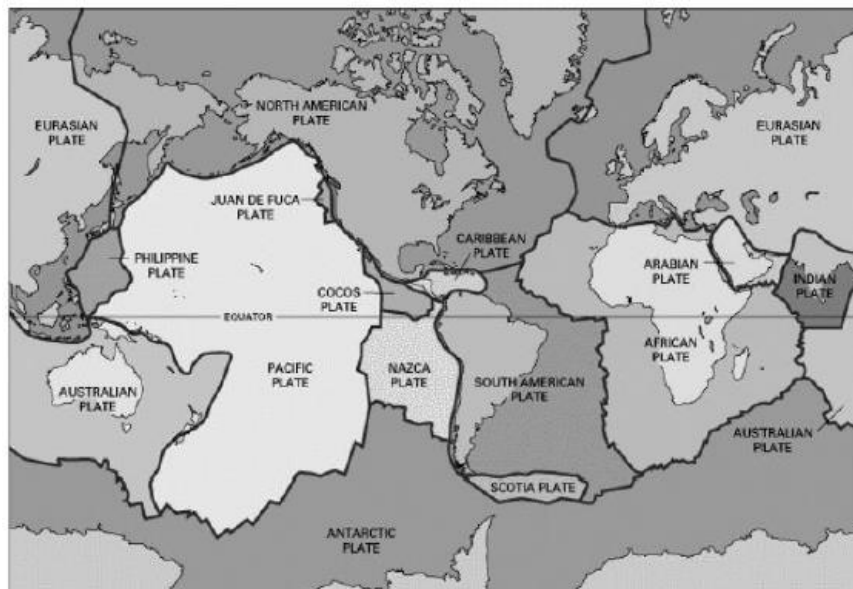 NORTH AMERICAN
PLATE
EURASIAN
PLATE
EURASIAN
PLATE
JUAN DE FUCA
PLATE
CARIBBEAN
PLATE
PHILIPPINE
PLATE
ARABIAN
PLATE
INDIAN
PLATE
COCOS
PLATE
EQUATOR
AFRICAN
PLATE
PACIFIC
PLATE
NAZCA
PLATE
SOUTH AMERICAN
PLATE
AUSTRALIAN
PLATE
AUSTRALIAN
PLATE
SCOTIA PLATE
ANTARCTIC
PLATE